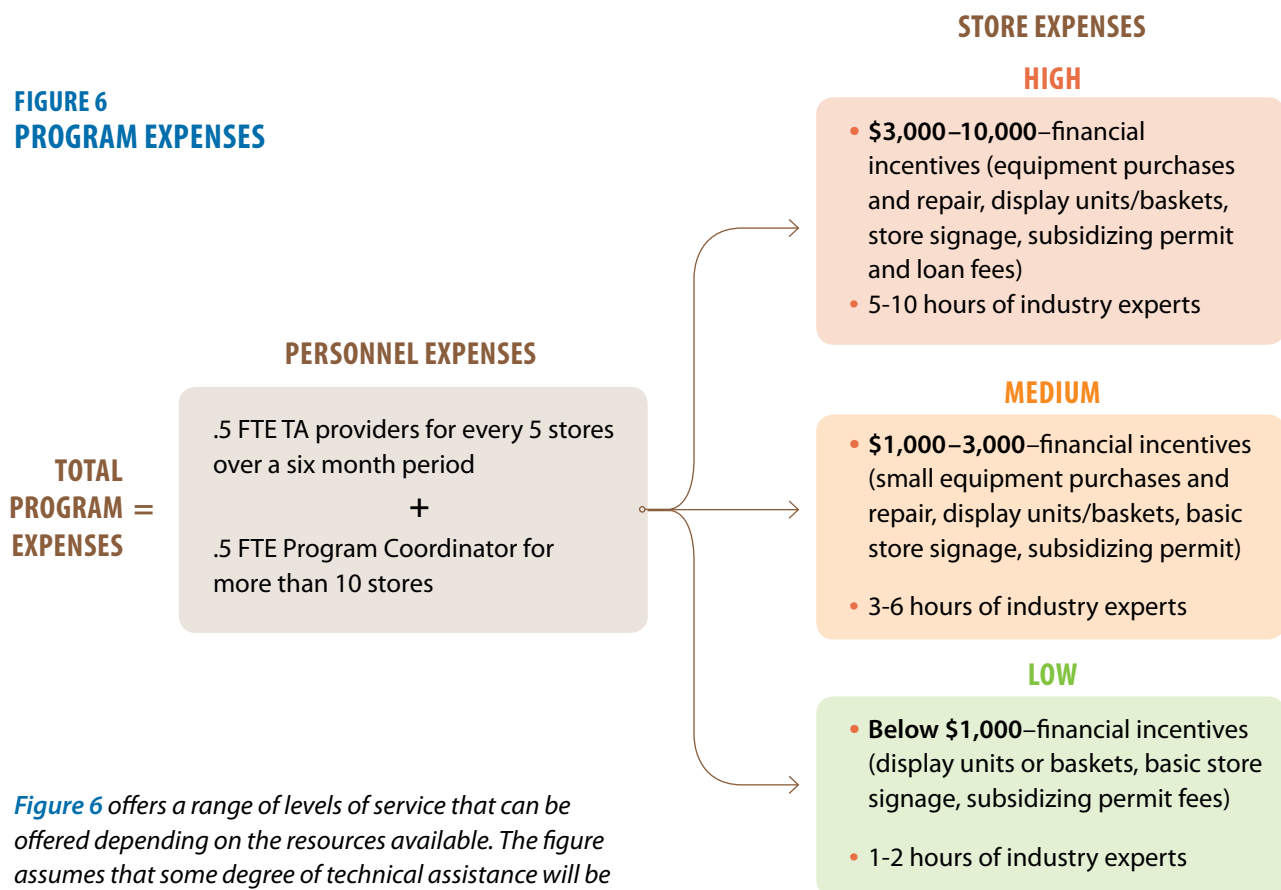 FIGURE 6
PROGRAM EXPENSES
TOTAL
PROGRAM =
EXPENSES
PERSONNEL EXPENSES
.5 FTE TA providers for every 5 stores
over a six month period
+
.5 FTE Program Coordinator for
more than 10 stores
STORE EXPENSES
HIGH
• $3,000–10,000–financial
incentives (equipment purchases
and repair, display units/baskets,
store signage, subsidizing permit
and loan fees)
• 5-10 hours of industry experts
MEDIUM
• $1,000–3,000–financial incentives
(small equipment purchases and
repair, display units/baskets, basic
store signage, subsidizing permit)
• 3-6 hours of industry experts
LOW
• Below $1,000–financial incentives
(display units or baskets, basic store
signage, subsidizing permit fees)
• 1-2 hours of industry experts
Figure 6 offers a range of levels of service that can be
offered depending on the resources available. The figure
assumes that some degree of technical assistance will be